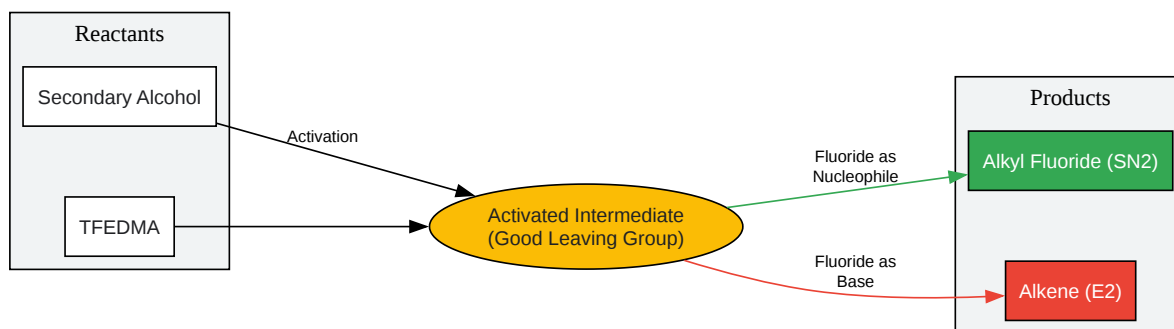 Reactants
Secondary Alcohol
TFEDMA
Activation
Activated Intermediate
(Good Leaving Group)
Fluoride as
Nucleophile
Fluoride as
Base
Products
Alkyl Fluoride (SN2)
Alkene (E2)